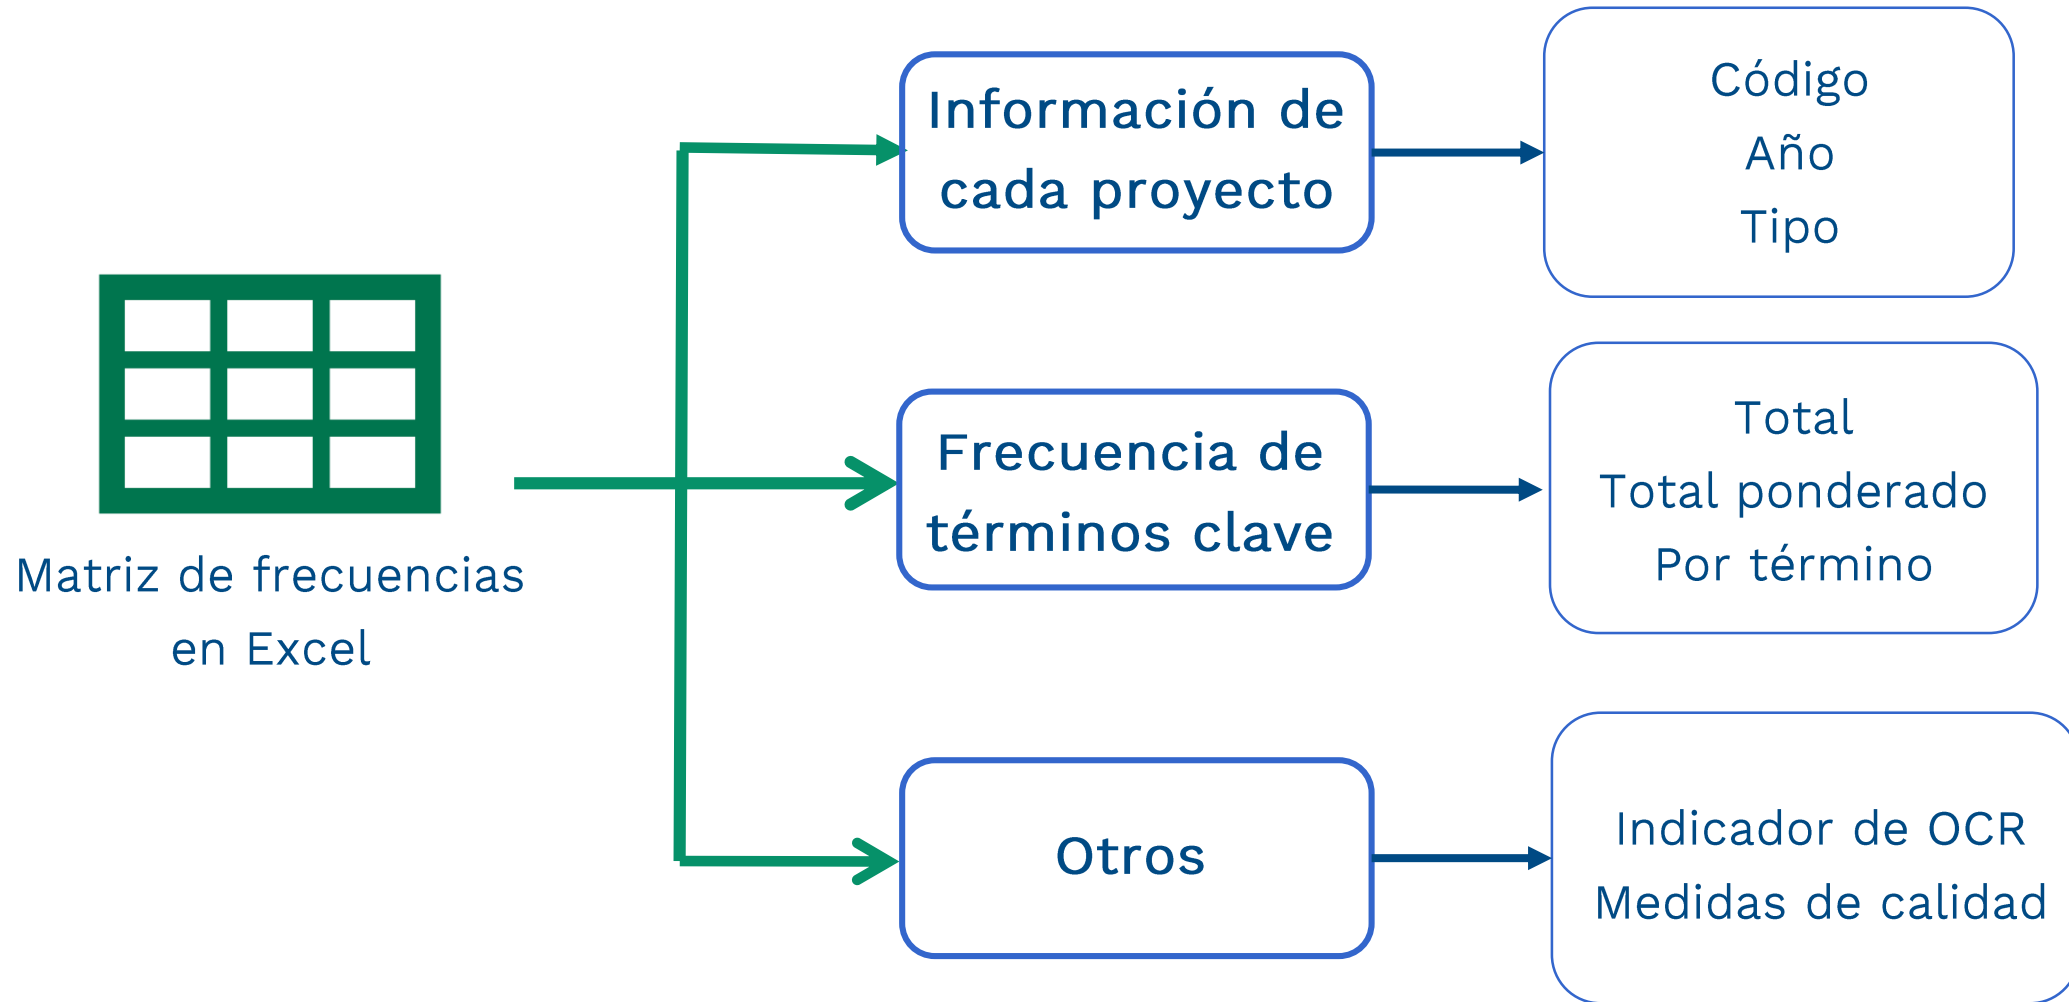 Matriz de frecuencias
en Excel
Información de
cada proyecto
Código
Año
Tipo
Frecuencia de
términos clave
Total
Total ponderado
Por término
Otros
Indicador de OCR
Medidas de calidad